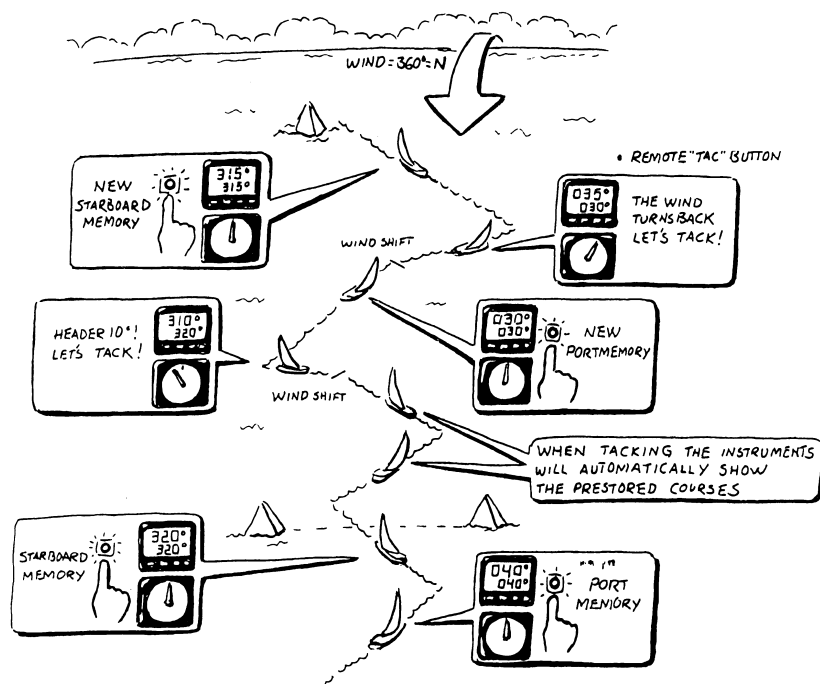 WIND=360°=N
• REMOTE "TAC" BUTTON
NEW
STARBOARD
MEMORY
315°
315°
035°
030°
THE WIND
TURNS BACK
LET'S TACK!
WIND SHIFT
HEADER 10°!
LET'S TACK!
310°
320°
030°
030°
NEW
PORTMEMORY
WIND SHIFT
WHEN TACKING THE INSTRUMENTS
WILL AUTOMATICALLY SHOW
THE PRESTORED COURSES
STARBOARD
MEMORY
320°
320°
040°
040°
PORT
MEMORY